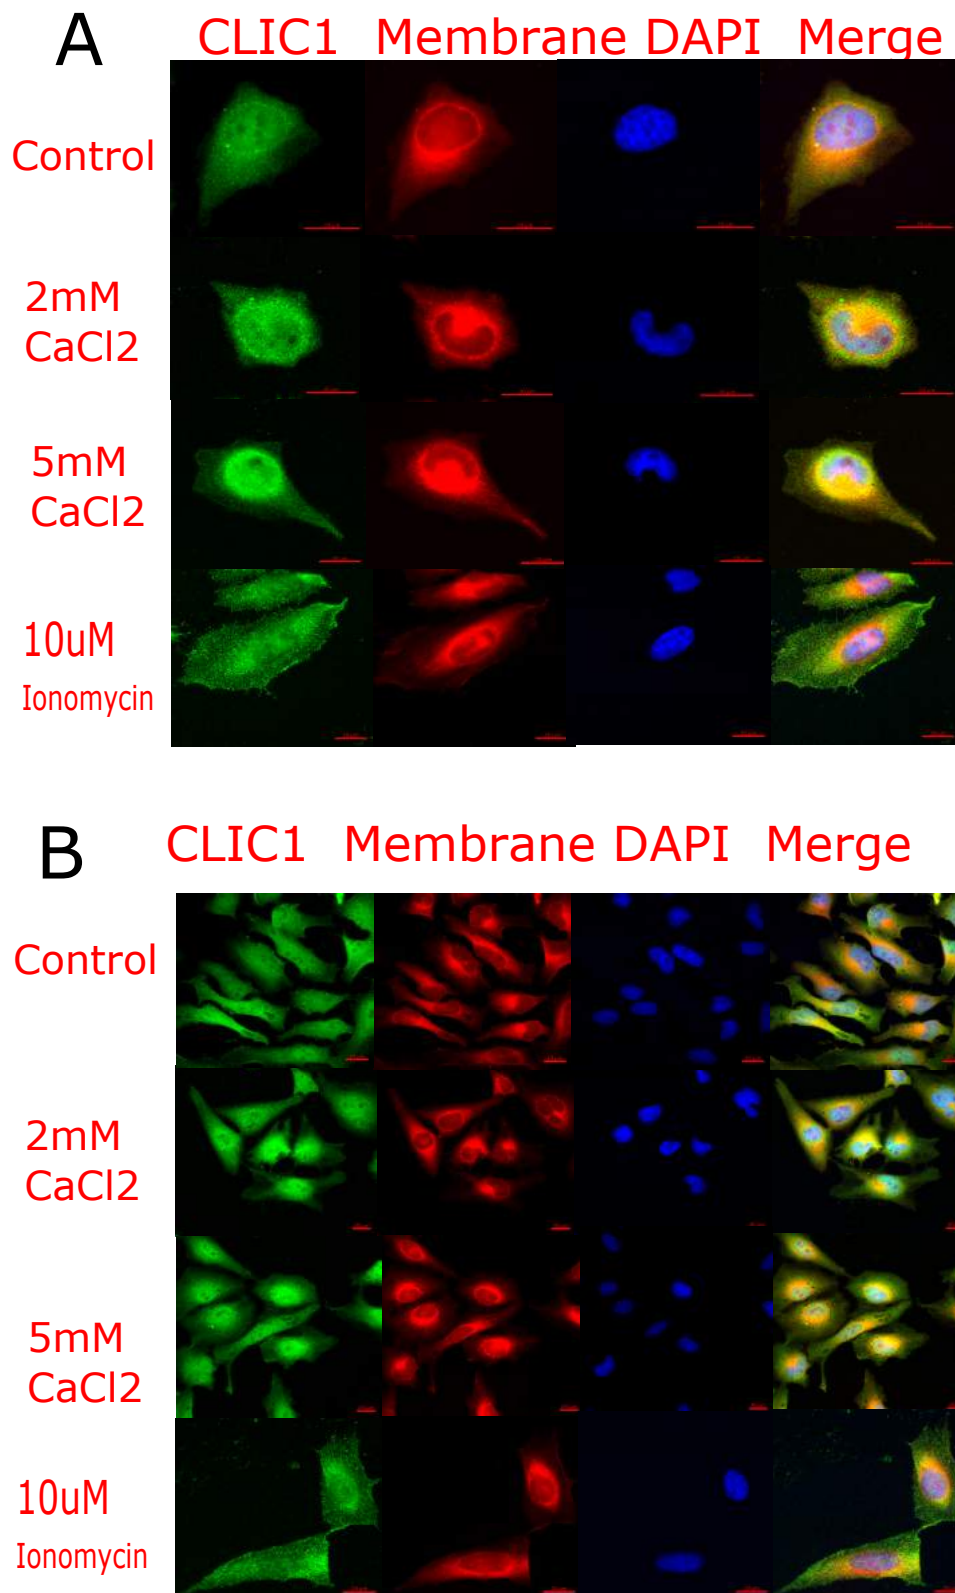 A
CLIC1 Membrane DAPI Merge
Control
2mM
CaCl2
5mM
CaCl2
10uM
Ionomycin
B
CLIC1 Membrane DAPI Merge
Control
2mM
CaCl2
5mM
CaCl2
10uM
Ionomycin